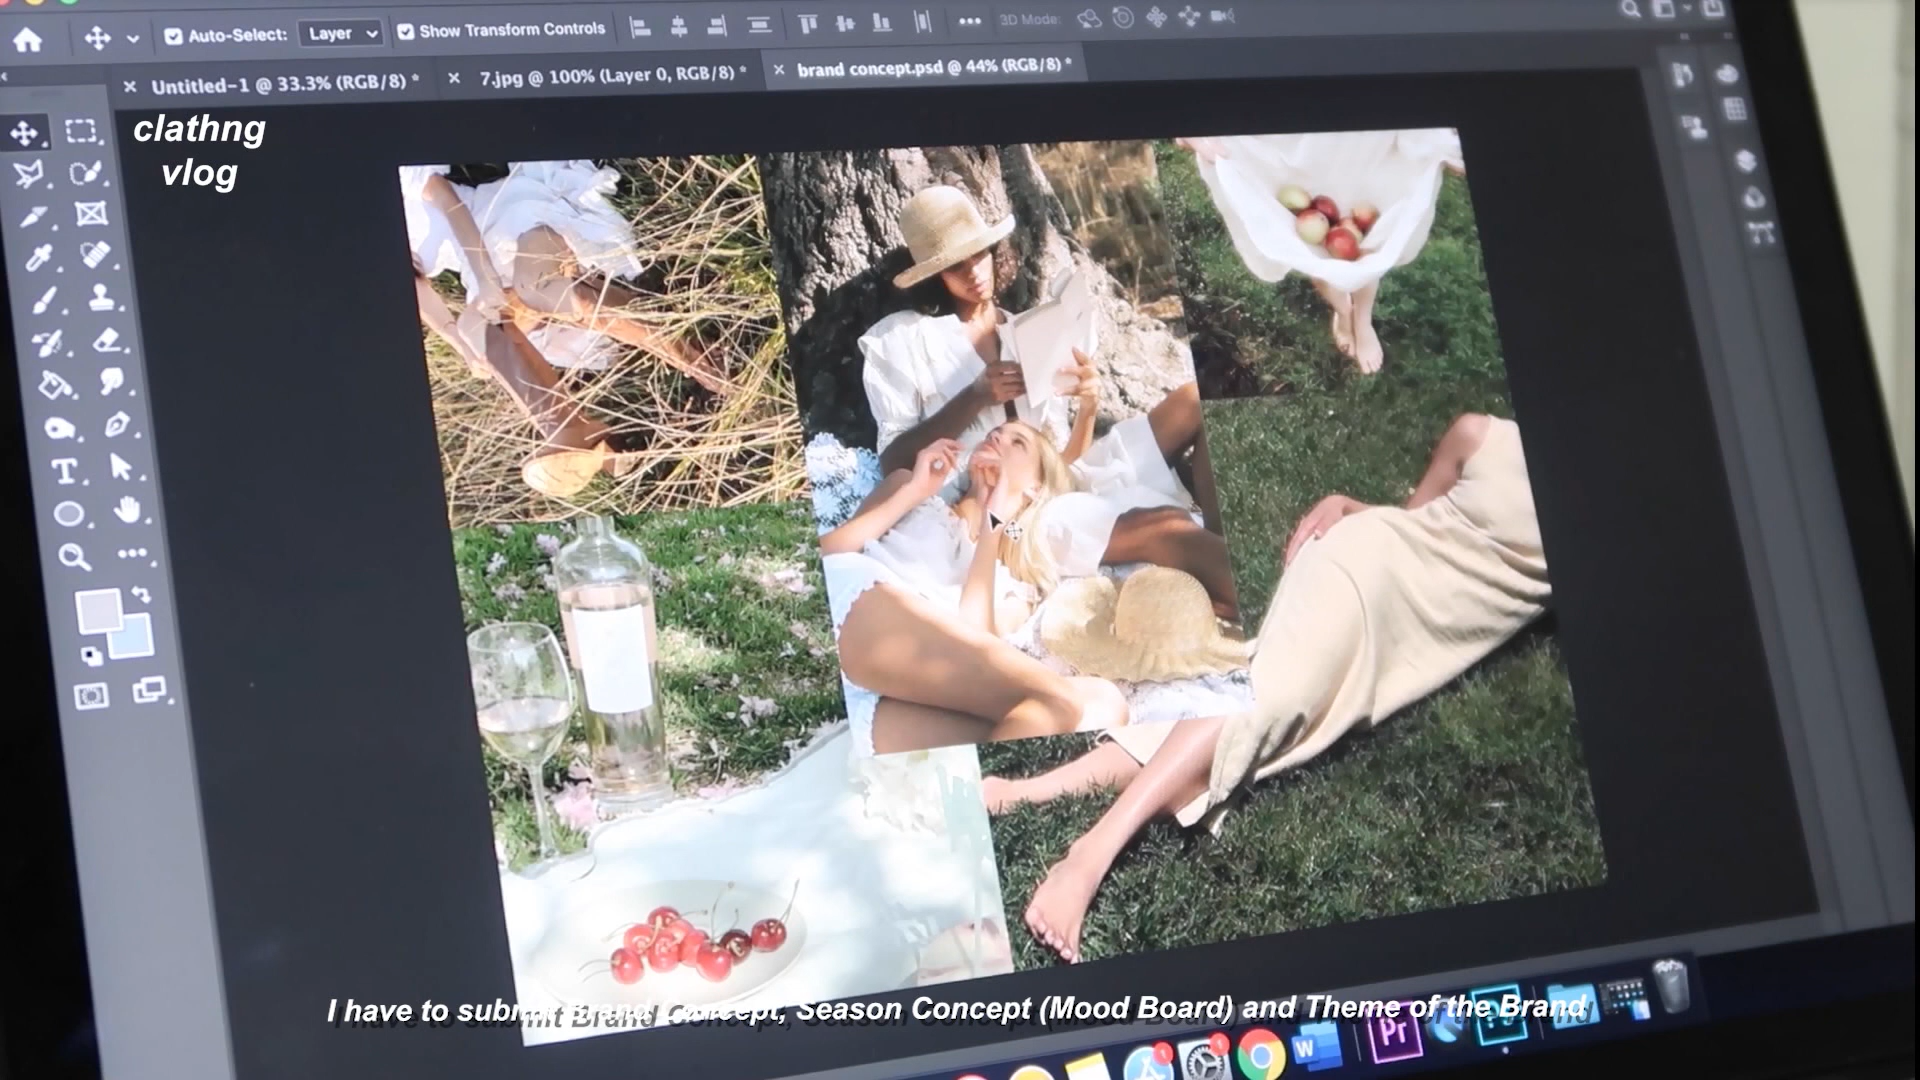 Auto-Select: Layer Show Transform Controls 3D Mode:
Untitled-1 @ 33.3% (RGB/8) * 7.jpg @ 100% (Layer 0, RGB/8) * brand concept.psd @ 44% (RGB/8) *
clathng
vlog
T
I have to submit Brand Concept, Season Concept (Mood Board) and Theme of the Brand
W Pr